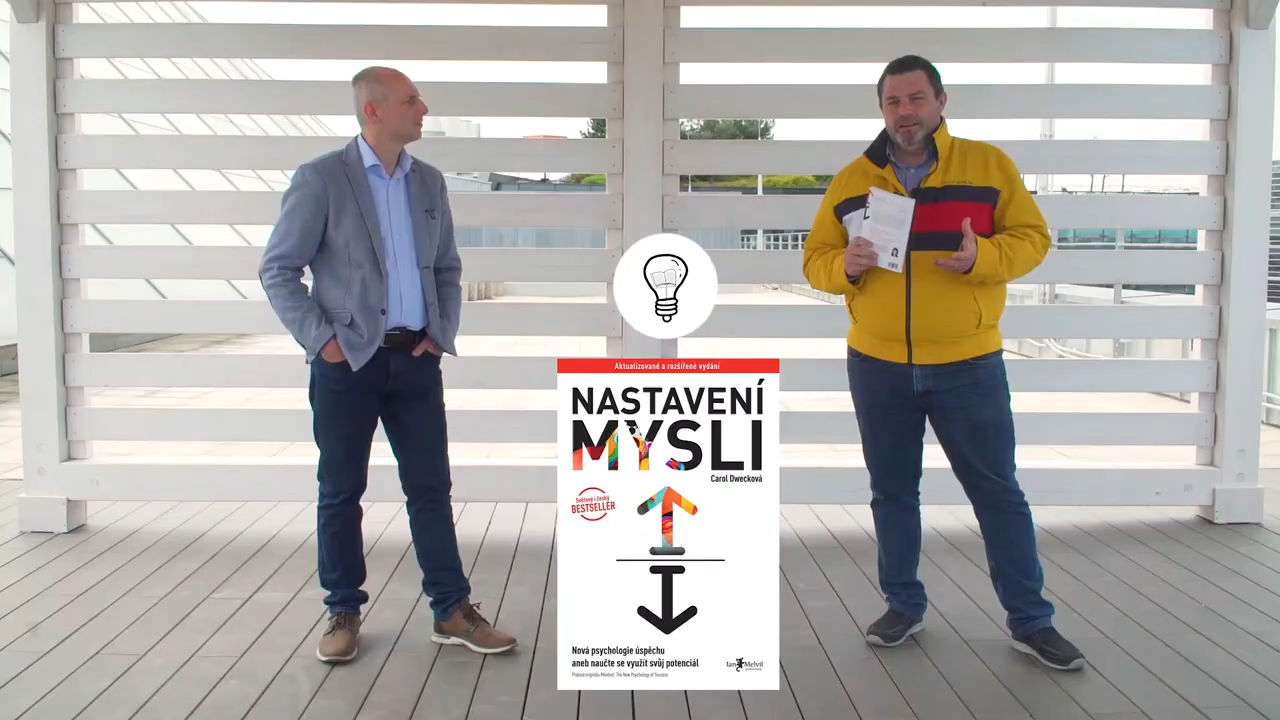 Aktualizované a rozšířené vydání
NASTAVENÍ
MYSLI
Carol Dwecková
Světový i český
BESTSELLER
Nová psychologie úspěchu
aneb naučte se využít svůj potenciál
Překlad originálu Mindset: The New Psychology of Success
Jan Melvil